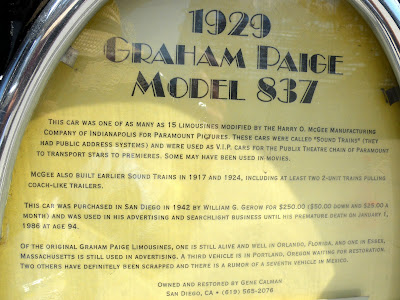 1929
Graham Paige
Model 837
This car was one of as many as 15 limousines modified by the Harry O. McGee Manufacturing
Company of Indianapolis for Paramount Pictures. These cars were called "Sound Trains" (they
had public address systems) and were used as V.I.P. cars for the Publix Theatre chain of Paramount
to transport stars to premieres. Some may have been used in movies.
McGee also built earlier Sound Trains in 1917 and 1924, including at least two 2-unit trains pulling
coach-like trailers.
This car was purchased in San Diego in 1942 by William G. Gerow for $250.00 ($50.00 down and $25.00 a
month) and was used in his advertising and searchlight business until his premature death on January 1,
1986 at age 94.
Of the original Graham Paige Limousines, one is still alive and well in Orlando, Florida, and one in Essex,
Massachusetts is still used in advertising. A third vehicle is in Portland, Oregon waiting for restoration.
Two others have definitely been scrapped and there is a rumor of a seventh vehicle in Mexico.
Owned and restored by Gene Calman
San Diego, CA • (619) 565-2076